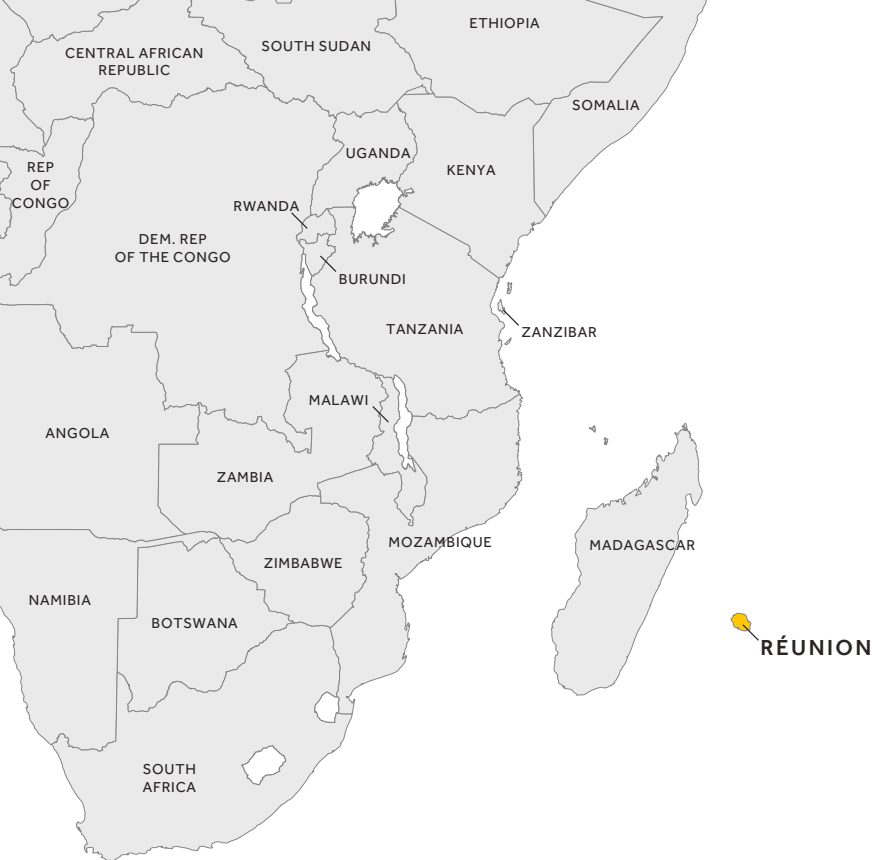 ETHIOPIA
SOUTH SUDAN
CENTRAL AFRICAN
REPUBLIC
SOMALIA
UGANDA
KENYA
REP
OF
CONGO
RWANDA
DEM. REP
OF THE CONGO
BURUNDI
TANZANIA
ZANZIBAR
MALAWI
ANGOLA
ZAMBIA
MOZAMBIQUE
MADAGASCAR
ZIMBABWE
NAMIBIA
BOTSWANA
RÉUNION
SOUTH
AFRICA